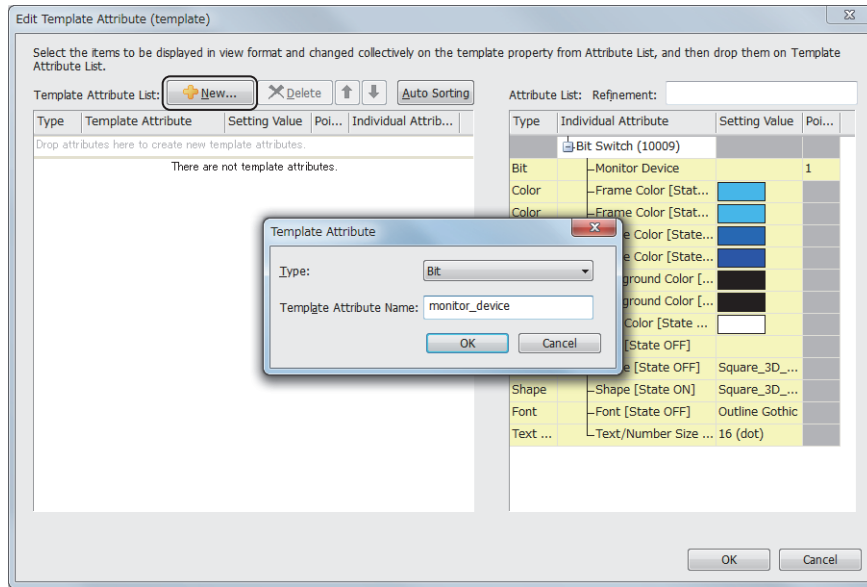 Edit Template Attribute (template)
Select the items to be displayed in view format and changed collectively on the template property from Attribute List, and then drop them on Template
Attribute List.
Template Attribute List: New... Delete Auto Sorting
Attribute List: Refinement:
Type Template Attribute Setting Value Poi... Individual Attrib...
Drop attributes here to create new template attributes.
There are not template attributes.
Type Individual Attribute Setting Value Poi...
Bit Switch (10009)
Bit Monitor Device 1
Color Frame Color [Stat...
Color Frame Color [Stat...
e Color [State...
e Color [State...
ground Color [...
ground Color [...
Color [State ...
[State OFF]
e [State OFF] Square_3D_...
Shape Shape [State ON] Square_3D_...
Font Font [State OFF] Outline Gothic
Text ... Text/Number Size ... 16 (dot)
Template Attribute
Type: Bit
Template Attribute Name: monitor_device
OK Cancel
OK Cancel